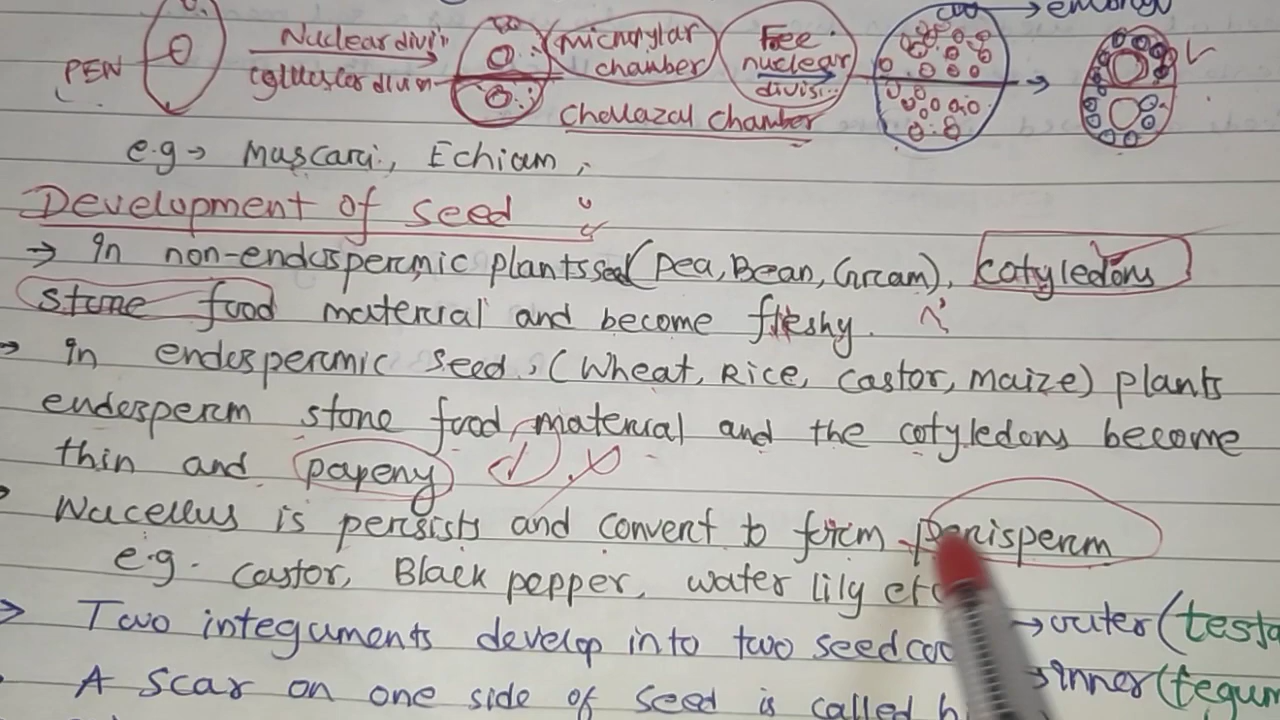 → embryo
PEN Nuclear divi micropylar chamber Free nuclear divisi..
Chalazal chamber
e.g → Muscari, Echium,
Development of seed :
→ In non-endospermic plants seed (Pea, Bean, Gram), cotyledons
store food material and become fleshy.
→ In endospermic seed, (Wheat, Rice, castor, maize) plants
endosperm store food material and the cotyledons become
thin and papery
Nucellus is persists and convert to form perisperm
e.g. castor, Black pepper, water lily etc
→ Two integuments develop into two seed coa → outer (testa
A scar on one side of seed is called h → Inner (tegum